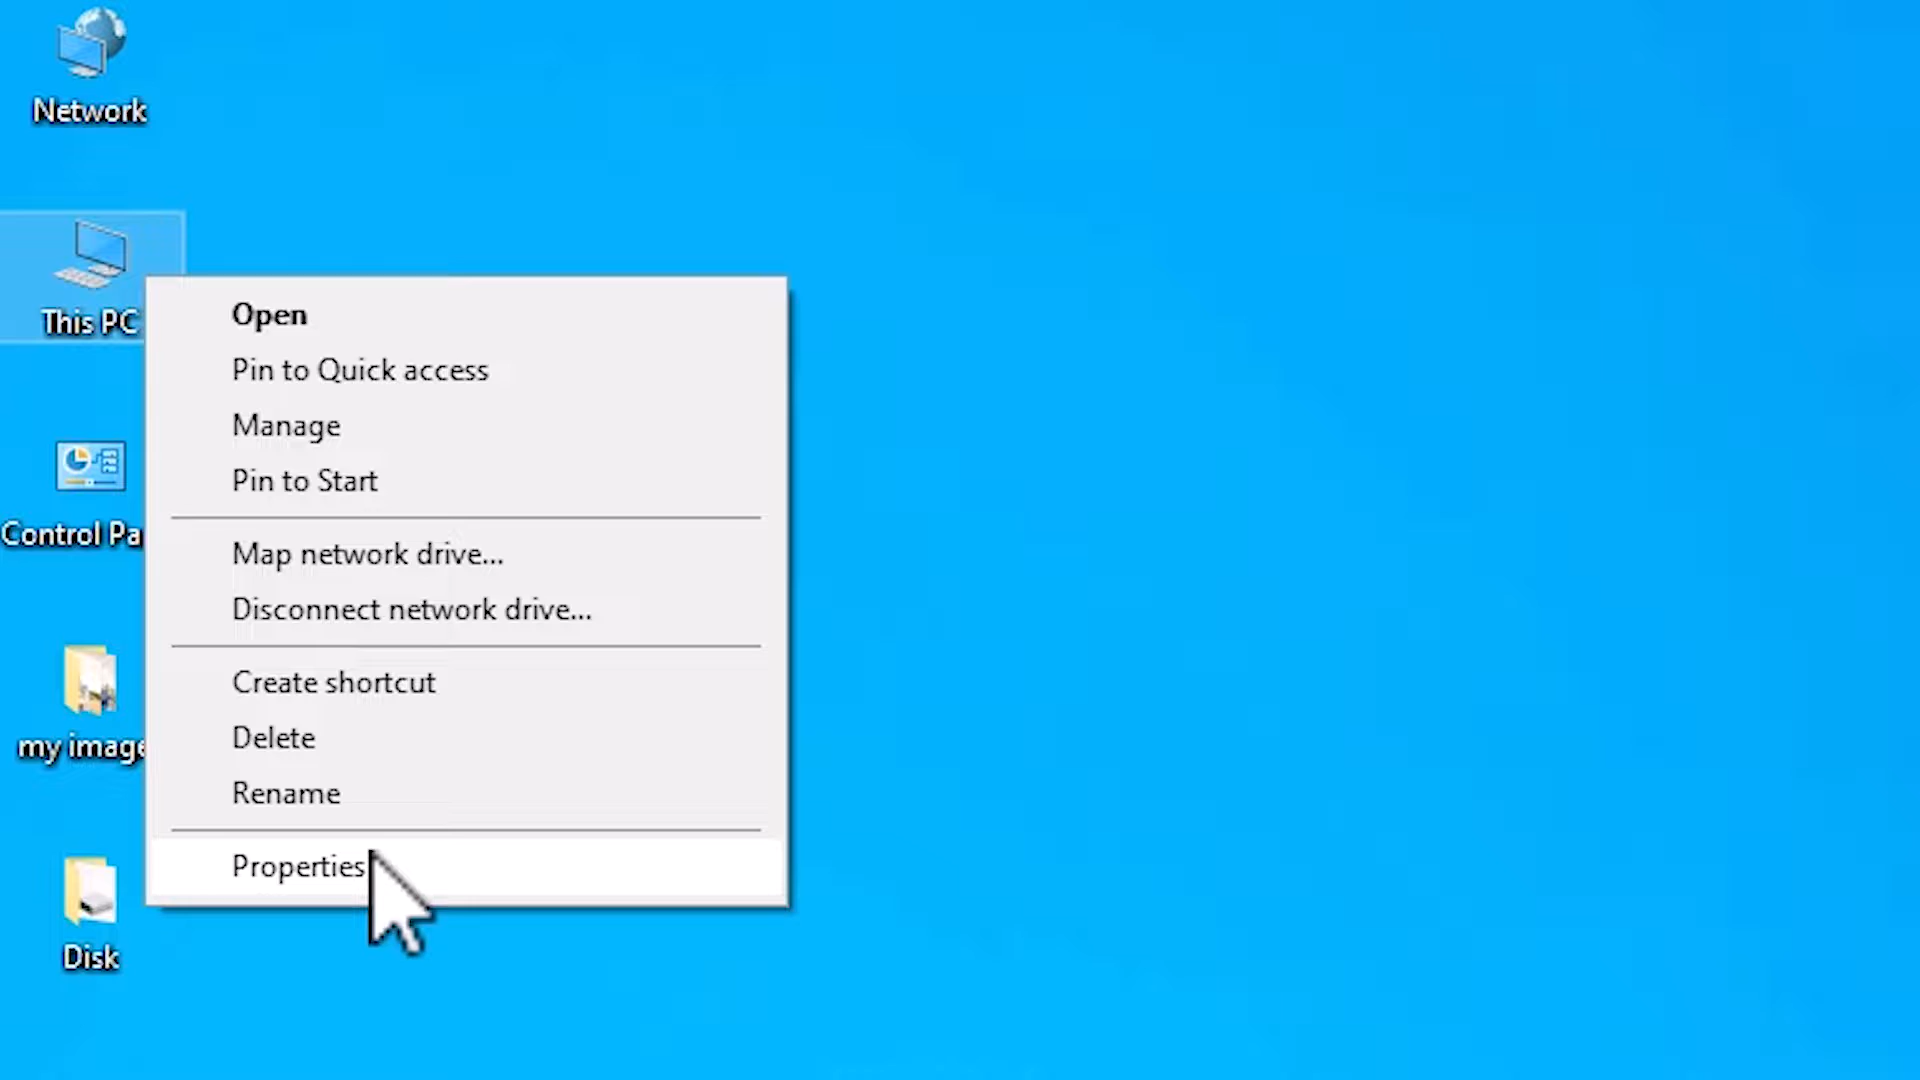 Network
This PC
Control Pa
my image
Disk
Open
Pin to Quick access
Manage
Pin to Start
Map network drive...
Disconnect network drive...
Create shortcut
Delete
Rename
Properties